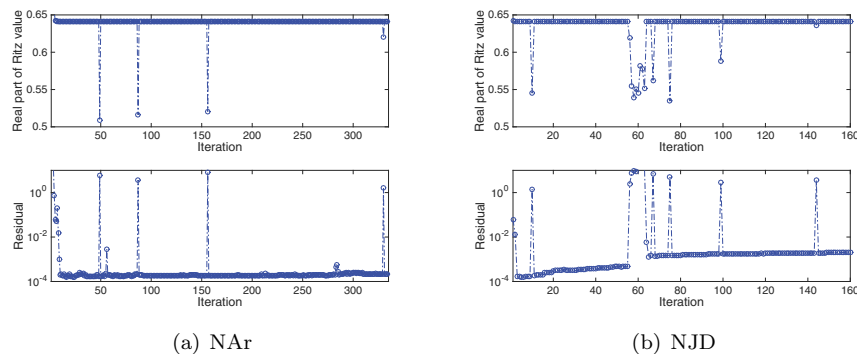 Real part of Ritz value
0.65
0.6
0.55
0.5
50 100 150 200 250 300
Iteration
Residual
10^0
10^-2
10^-4
50 100 150 200 250 300
Iteration
(a) NAr
Real part of Ritz value
0.65
0.6
0.55
0.5
0 20 40 60 80 100 120 140 160
Iteration
Residual
10^0
10^-2
10^-4
0 20 40 60 80 100 120 140 160
Iteration
(b) NJD